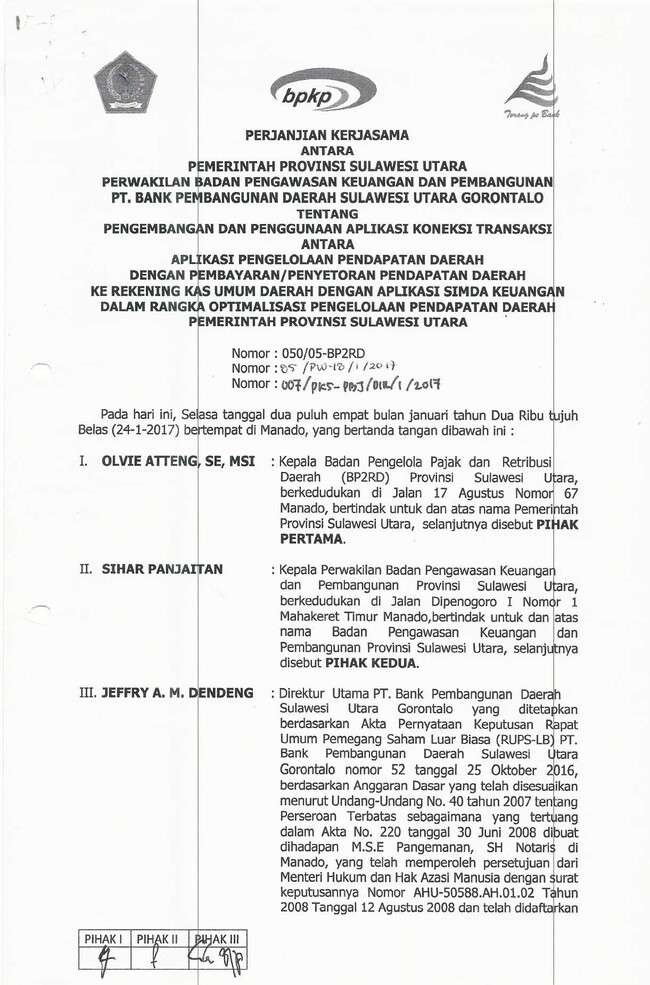 bpkp
Torang pe Bank
PERJANJIAN KERJASAMA
ANTARA
PEMERINTAH PROVINSI SULAWESI UTARA
PERWAKILAN BADAN PENGAWASAN KEUANGAN DAN PEMBANGUNAN
PT. BANK PEMBANGUNAN DAERAH SULAWESI UTARA GORONTALO
TENTANG
PENGEMBANGAN DAN PENGGUNAAN APLIKASI KONEKSI TRANSAKSI
ANTARA
APLIKASI PENGELOLAAN PENDAPATAN DAERAH
DENGAN PEMBAYARAN/PENYETORAN PENDAPATAN DAERAH
KE REKENING KAS UMUM DAERAH DENGAN APLIKASI SIMDA KEUANGAN
DALAM RANGKA OPTIMALISASI PENGELOLAAN PENDAPATAN DAERAH
PEMERINTAH PROVINSI SULAWESI UTARA
Nomor : 050/05-BP2RD
Nomor : 85/PW-18/1/2017
Nomor : 007/PKS-PBJ/DIR/1/2017
Pada hari ini, Selasa tanggal dua puluh empat bulan januari tahun Dua Ribu tujuh
Belas (24-1-2017) bertempat di Manado, yang bertanda tangan dibawah ini :
I. OLVIE ATTENG, SE, MSI : Kepala Badan Pengelola Pajak dan Retribusi
Daerah (BP2RD) Provinsi Sulawesi Utara,
berkedudukan di Jalan 17 Agustus Nomor 67
Manado, bertindak untuk dan atas nama Pemerintah
Provinsi Sulawesi Utara, selanjutnya disebut PIHAK
PERTAMA.
II. SIHAR PANJAITAN : Kepala Perwakilan Badan Pengawasan Keuangan
dan Pembangunan Provinsi Sulawesi Utara,
berkedudukan di Jalan Dipenogoro I Nomor 1
Mahakeret Timur Manado,bertindak untuk dan atas
nama Badan Pengawasan Keuangan dan
Pembangunan Provinsi Sulawesi Utara, selanjutnya
disebut PIHAK KEDUA.
III. JEFFRY A. M. DENDENG : Direktur Utama PT. Bank Pembangunan Daerah
Sulawesi Utara Gorontalo yang ditetapkan
berdasarkan Akta Pernyataan Keputusan Rapat
Umum Pemegang Saham Luar Biasa (RUPS-LB) PT.
Bank Pembangunan Daerah Sulawesi Utara
Gorontalo nomor 52 tanggal 25 Oktober 2016,
berdasarkan Anggaran Dasar yang telah disesuaikan
menurut Undang-Undang No. 40 tahun 2007 tentang
Perseroan Terbatas sebagaimana yang tertuang
dalam Akta No. 220 tanggal 30 Juni 2008 dibuat
dihadapan M.S.E Pangemanan, SH Notaris di
Manado, yang telah memperoleh persetujuan dari
Menteri Hukum dan Hak Azasi Manusia dengan surat
keputusannya Nomor AHU-50588.AH.01.02 Tahun
2008 Tanggal 12 Agustus 2008 dan telah didaftarkan
PIHAK I PIHAK II PIHAK III